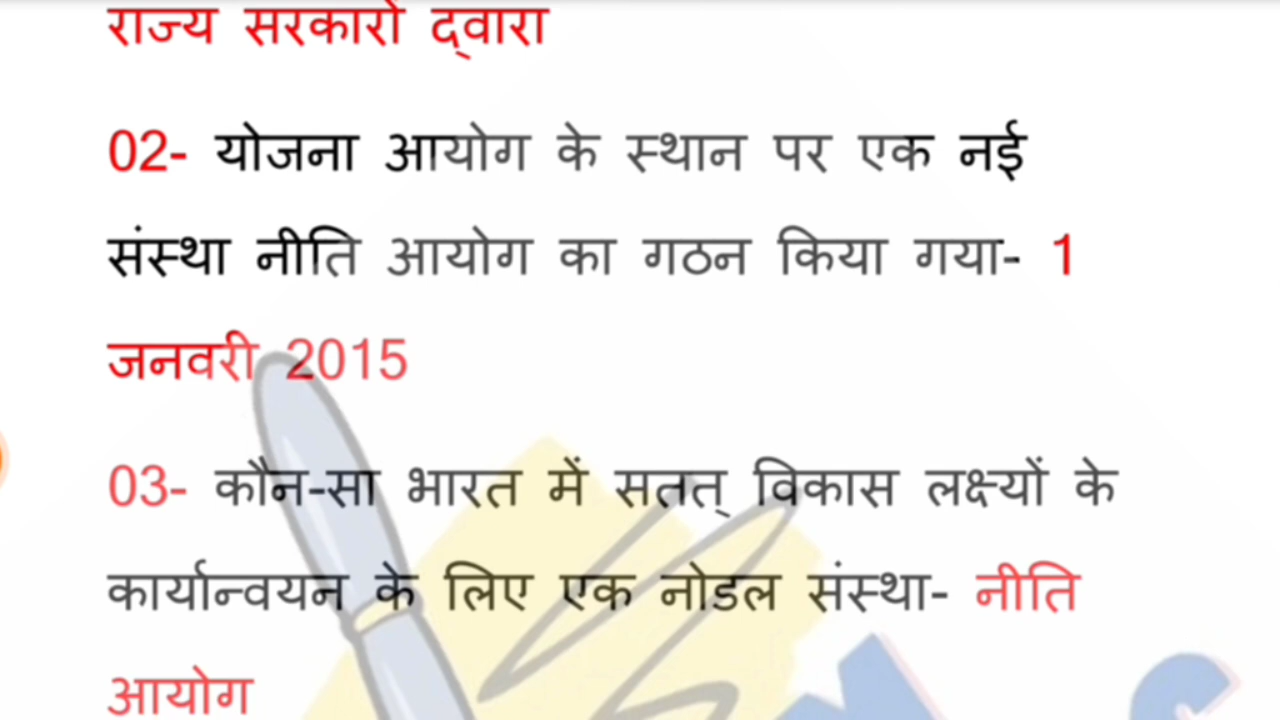 राज्य सरकारों द्वारा
02- योजना आयोग के स्थान पर एक नई
संस्था नीति आयोग का गठन किया गया- 1
जनवरी 2015
03- कौन-सा भारत में सतत् विकास लक्ष्यों के
कार्यान्वयन के लिए एक नोडल संस्था- नीति
आयोग